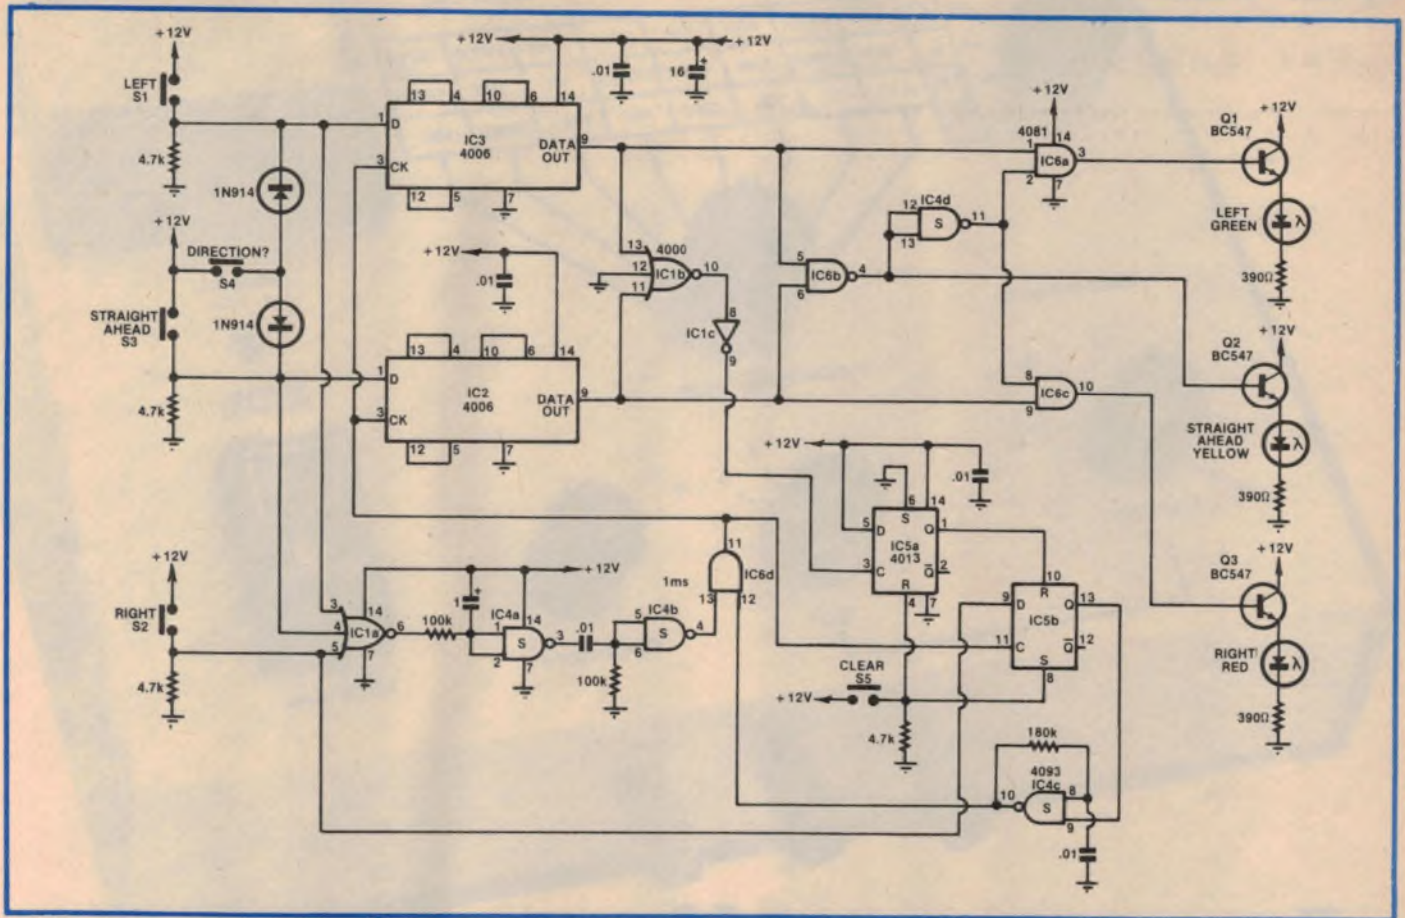 +12V
LEFT
S1
4.7k
1N914
+12V
DIRECTION?
S4
STRAIGHT
AHEAD
S3
1N914
4.7k
+12V
RIGHT
S2
4.7k
+12V
+12V
.01
16
+
13
4
10
6
14
1
D
IC3
4006
DATA
OUT
9
3
CK
12
5
7
+12V
.01
13
4
10
6
14
1
D
IC2
4006
DATA
OUT
9
3
CK
12
5
7
13
12
11
4000
IC1b
10
8
IC1c
9
5
6
IC6b
4
12
13
IC4d
S
11
+12V
4081
14
1
2
IC6a
3
7
8
9
IC6c
10
+12V
Q1
BC547
LEFT
GREEN
λ
390Ω
+12V
Q2
BC547
STRAIGHT
AHEAD
YELLOW
λ
390Ω
+12V
Q3
BC547
RIGHT
RED
λ
390Ω
+12V
.01
6
14
5
D
S
Q
1
IC5a
4013
3
C
Q
2
R
4
7
10
9
D
R
Q
13
IC5b
11
C
Q
12
S
8
CLEAR
S5
+12V
4.7k
180k
4093
IC4c
10
S
8
9
.01
3
4
5
14
IC1a
6
7
100k
+
1
+12V
IC4a
1
14
S
3
2
7
.01
100k
IC4b
5
6
S
4
1ms
11
IC6d
13
12